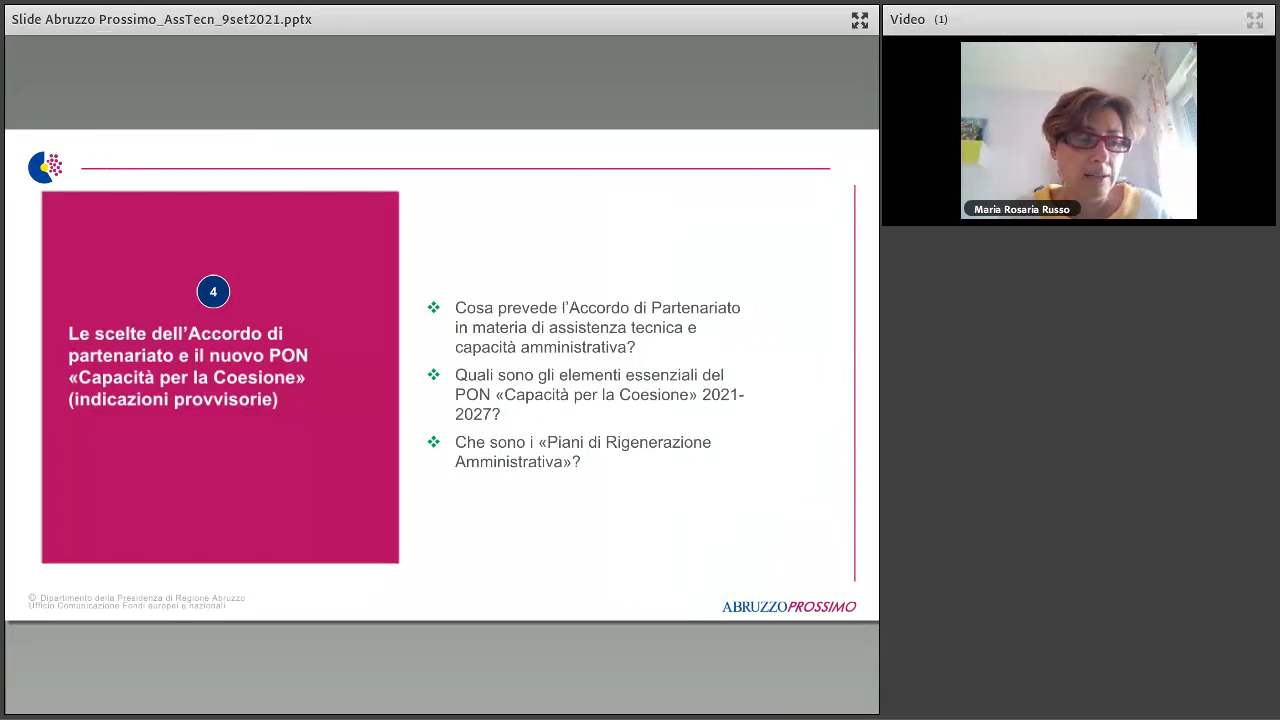 Slide Abruzzo Prossimo_AssTecn_9set2021.pptx
Video (1)
Maria Rosaria Russo
4
Le scelte dell’Accordo di
partenariato e il nuovo PON
«Capacità per la Coesione»
(indicazioni provvisorie)
❖ Cosa prevede l’Accordo di Partenariato
in materia di assistenza tecnica e
capacità amministrativa?
❖ Quali sono gli elementi essenziali del
PON «Capacità per la Coesione» 2021-
2027?
❖ Che sono i «Piani di Rigenerazione
Amministrativa»?
© Dipartimento della Presidenza di Regione Abruzzo
Ufficio Comunicazione Fondi europei e nazionali
ABRUZZOPROSSIMO